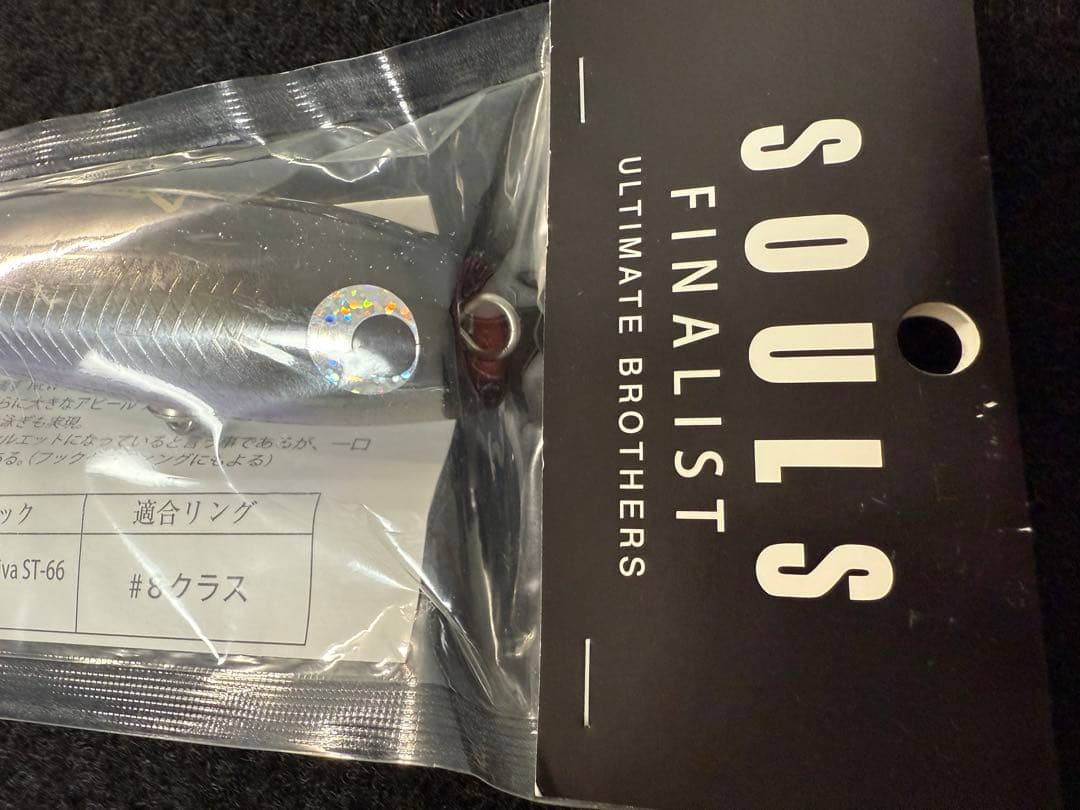 SOULS
FINALIST
ULTIMATE BROTHERS
らに大きなアピール
泳ぎも実現
ルエットになっていると言う事であるが、一口
ある。(フック
ングにもよる)
ック
適合リング
iva ST-66
#8クラス